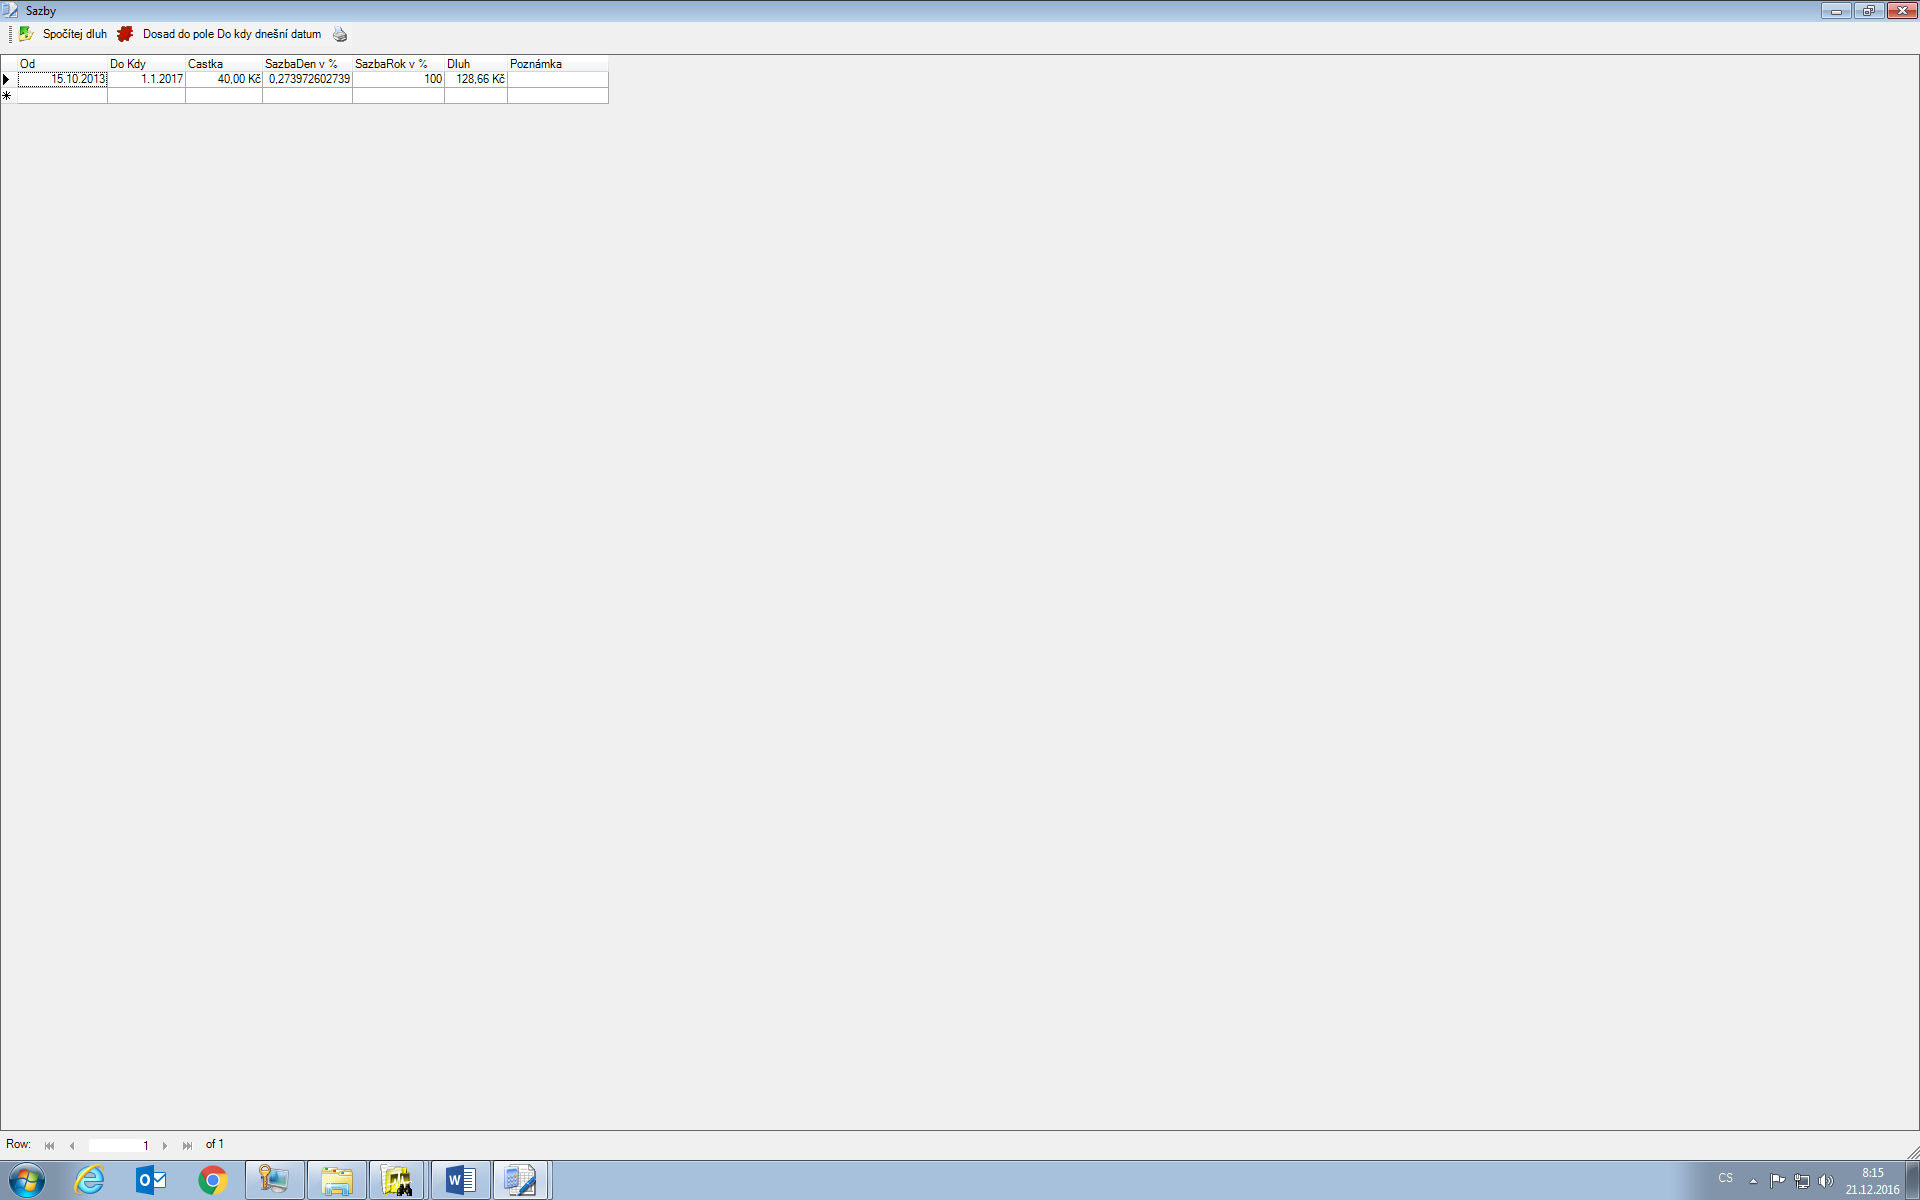 Sazby
Spočítej dluh Dosad do pole Do kdy dnešní datum
Od Do Kdy Castka SazbaDen v % SazbaRok v % Dluh Poznámka
15.10.2013 1.1.2017 40,00 Kč 0,273972602739 100 128,66 Kč
Row: 1 of 1
CS 8:15
21.12.2016